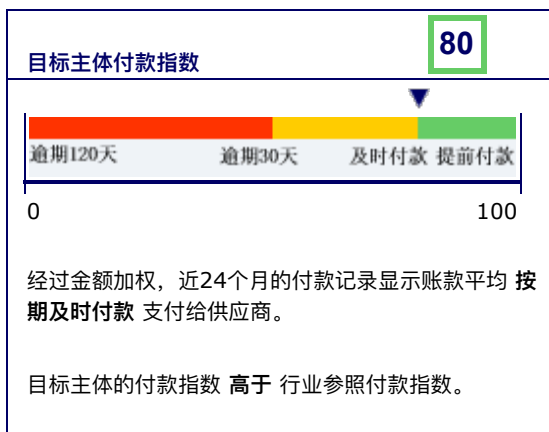 目标主体付款指数 80
逾期120天 逾期30天 及时付款 提前付款
0 100
经过金额加权，近24个月的付款记录显示账款平均 按
期及时付款 支付给供应商。
目标主体的付款指数 高于 行业参照付款指数。